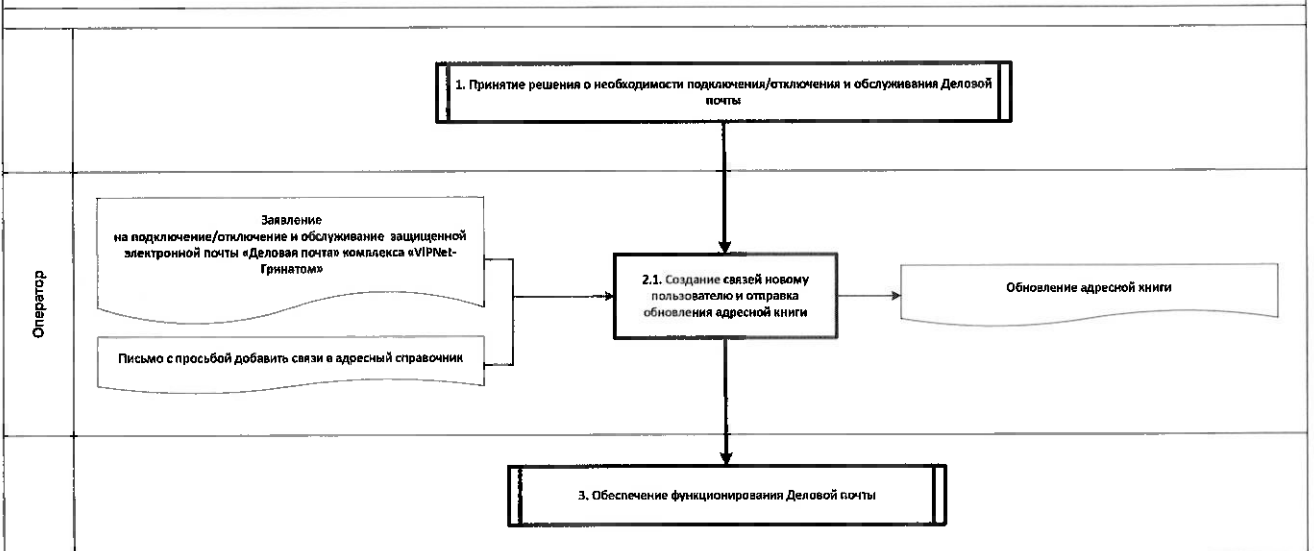 1. Принятие решения о необходимости подключения/отключения и обслуживания Деловой
почты
Оператор
Заявление
на подключение/отключение и обслуживание защищенной
электронной почты «Деловая почта» комплекса «VIPNet-
Гринатом»
Письмо с просьбой добавить связи в адресный справочник
2.1. Создание связей новому
пользователю и отправка
обновления адресной книги
Обновление адресной книги
3. Обеспечение функционирования Деловой почты